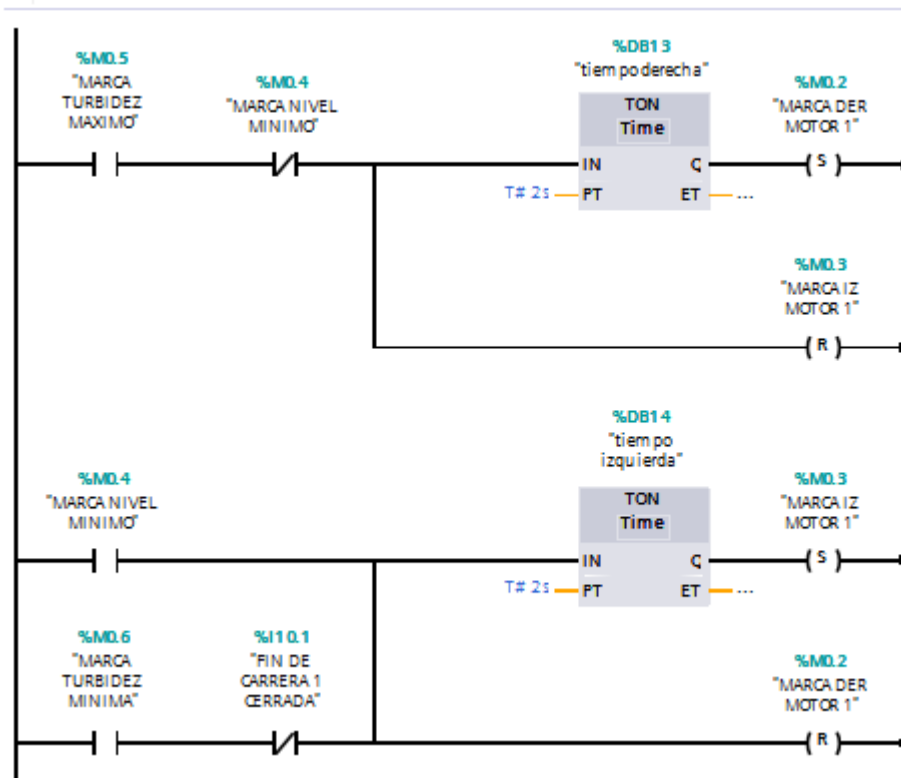 %M0.5
"MARCA
TURBIDEZ
MAXIMO"
%M0.4
"MARCA NIVEL
MINIMO"
%DB13
"tiempoderecha"
TON
Time
IN
Q
T# 2s
PT
ET
...
%M0.2
"MARCA DER
MOTOR 1"
S
%M0.3
"MARCA IZ
MOTOR 1"
R
%M0.4
"MARCA NIVEL
MINIMO"
%DB14
"tiempo
izquierda"
TON
Time
IN
Q
T# 2s
PT
ET
...
%M0.3
"MARCA IZ
MOTOR 1"
S
%M0.6
"MARCA
TURBIDEZ
MINIMA"
%I10.1
"FIN DE
CARRERA 1
CERRADA"
%M0.2
"MARCA DER
MOTOR 1"
R